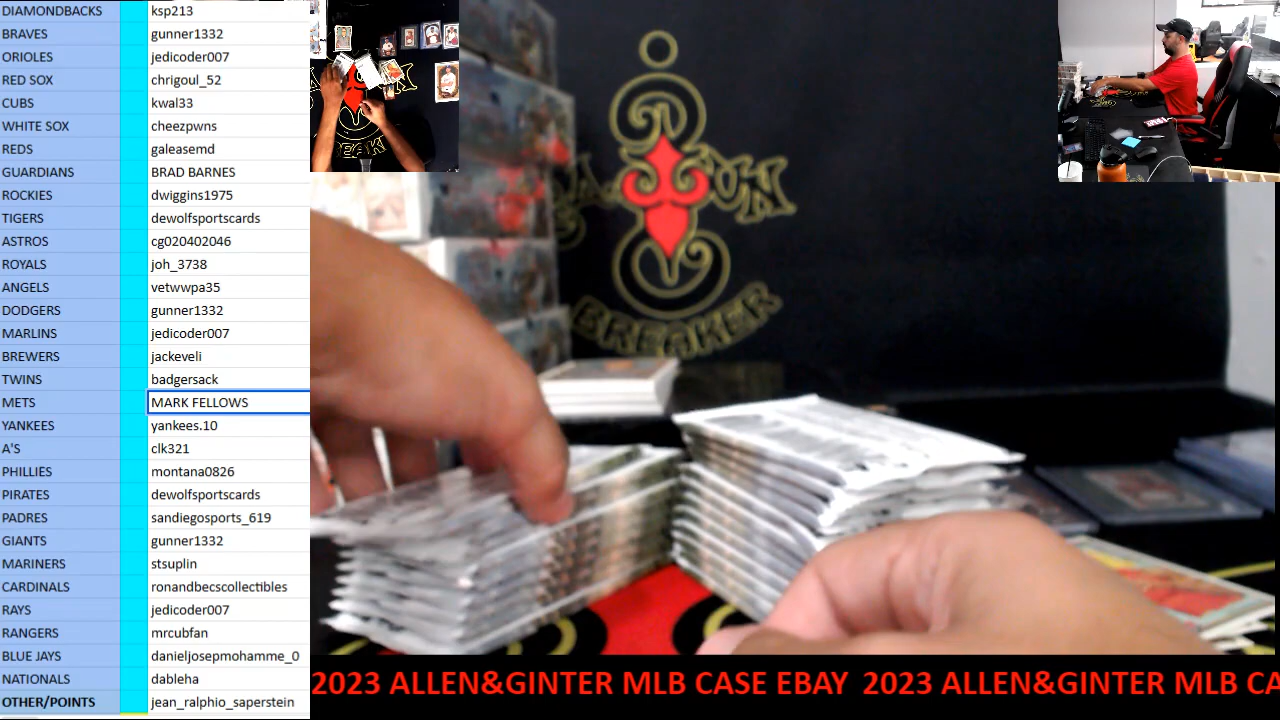 DIAMONDBACKS ksp213
BRAVES gunner1332
ORIOLES jedicoder007
RED SOX chrigoul_52
CUBS kwal33
WHITE SOX cheezpwns
REDS galeasemd
GUARDIANS BRAD BARNES
ROCKIES dwiggins1975
TIGERS dewolfsportscards
ASTROS cg020402046
ROYALS joh_3738
ANGELS vetwwpa35
DODGERS gunner1332
MARLINS jedicoder007
BREWERS jackeveli
TWINS badgersack
METS MARK FELLOWS
YANKEES yankees.10
A'S clk321
PHILLIES montana0826
PIRATES dewolfsportscards
PADRES sandiegosports_619
GIANTS gunner1332
MARINERS stsuplin
CARDINALS ronandbecscollectibles
RAYS jedicoder007
RANGERS mrcubfan
BLUE JAYS danieljosepmohamme_0
NATIONALS dableha
OTHER/POINTS jean_ralphio_saperstein
BREAKER
2023 ALLEN&GINTER MLB CASE EBAY 2023 ALLEN&GINTER MLB CA